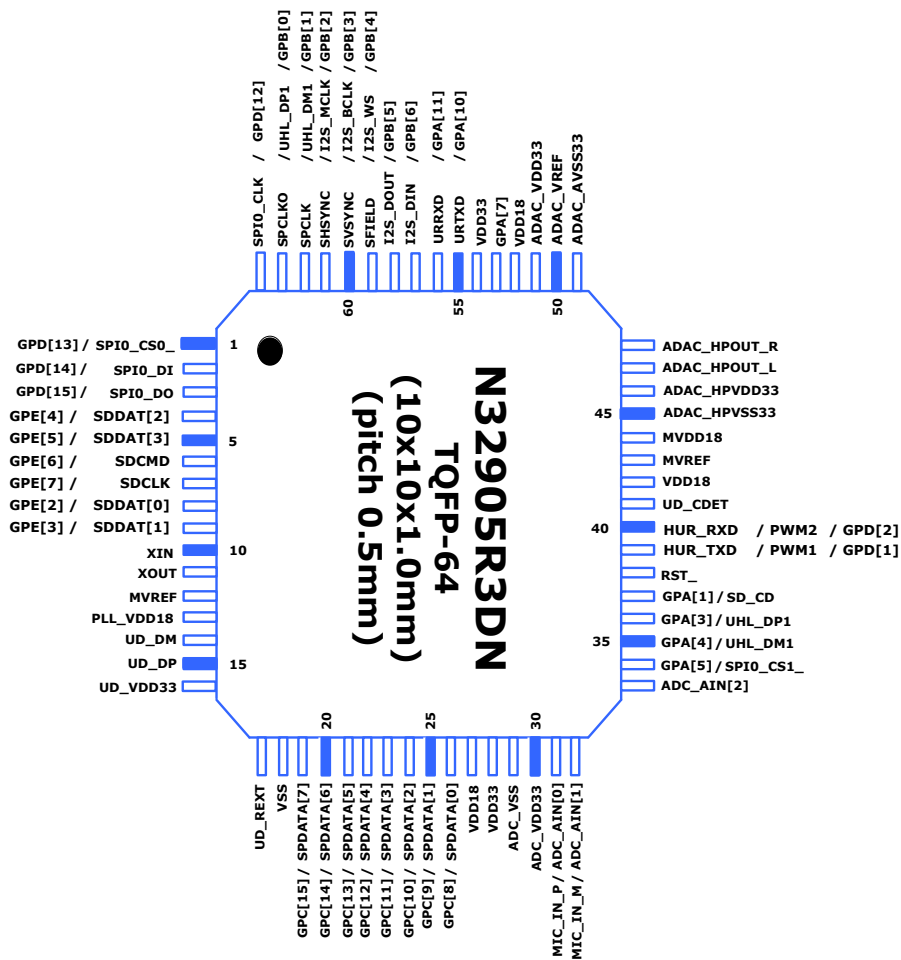 SPI0_CLK / GPD[12]
SPCLKO /UHL_DP1 /GPB[0]
SPCLK /UHL_DM1 /GPB[1]
SHSYNC /I2S_MCLK /GPB[2]
SVSYNC /I2S_BCLK /GPB[3]
SFIELD /I2S_WS /GPB[4]
I2S_DOUT /GPB[5]
I2S_DIN /GPB[6]
URRXD /GPA[11]
URTXD /GPA[10]
VDD33
GPA[7]
VDD18
ADAC_VDD33
ADAC_VREF
ADAC_AVSS33
60
55
50
GPD[13] / SPI0_CS0_ 1
GPD[14] / SPI0_DI
GPD[15] / SPI0_DO
GPE[4] / SDDAT[2]
GPE[5] / SDDAT[3] 5
GPE[6] / SDCMD
GPE[7] / SDCLK
GPE[2] / SDDAT[0]
GPE[3] / SDDAT[1]
XIN 10
XOUT
MVREF
PLL_VDD18
UD_DM
UD_DP 15
UD_VDD33
N32905R3DN
TQFP-64
(10x10x1.0mm)
(pitch 0.5mm)
ADAC_HPOUT_R
ADAC_HPOUT_L
ADAC_HPVDD33
45 ADAC_HPVSS33
MVDD18
MVREF
VDD18
UD_CDET
40 HUR_RXD / PWM2 / GPD[2]
HUR_TXD / PWM1 / GPD[1]
RST_
GPA[1] / SD_CD
GPA[3] / UHL_DP1
35 GPA[4] / UHL_DM1
GPA[5] / SPI0_CS1_
ADC_AIN[2]
20
25
30
UD_REXT
VSS
GPC[15] / SPDATA[7]
GPC[14] / SPDATA[6]
GPC[13] / SPDATA[5]
GPC[12] / SPDATA[4]
GPC[11] / SPDATA[3]
GPC[10] / SPDATA[2]
GPC[9] / SPDATA[1]
GPC[8] / SPDATA[0]
VDD18
VDD33
ADC_VSS
ADC_VDD33
MIC_IN_P / ADC_AIN[0]
MIC_IN_M / ADC_AIN[1]